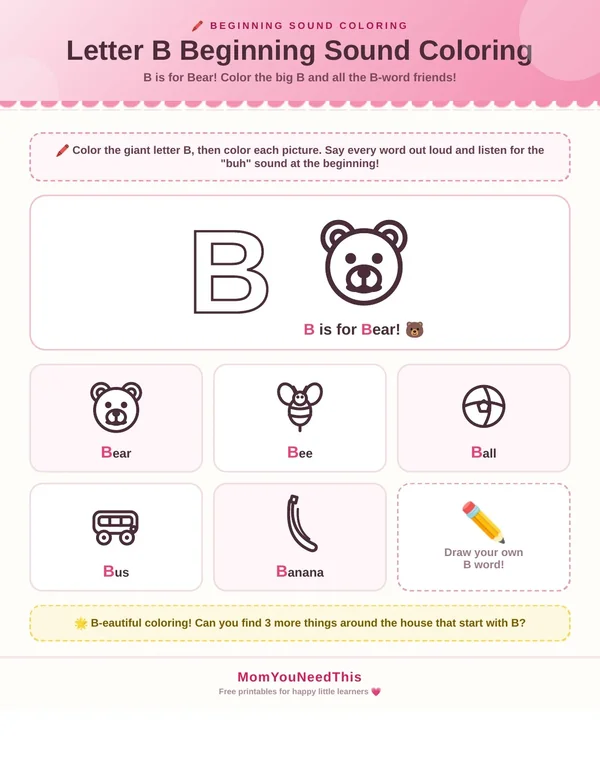 BEGINNING SOUND COLORING
Letter B Beginning Sound Coloring
B is for Bear! Color the big B and all the B-word friends!
Color the giant letter B, then color each picture. Say every word out loud and listen for the
"buh" sound at the beginning!
B
B is for Bear!
Bear
Bee
Ball
Bus
Banana
Draw your own
B word!
B-eautiful coloring! Can you find 3 more things around the house that start with B?
MomYouNeedThis
Free printables for happy little learners